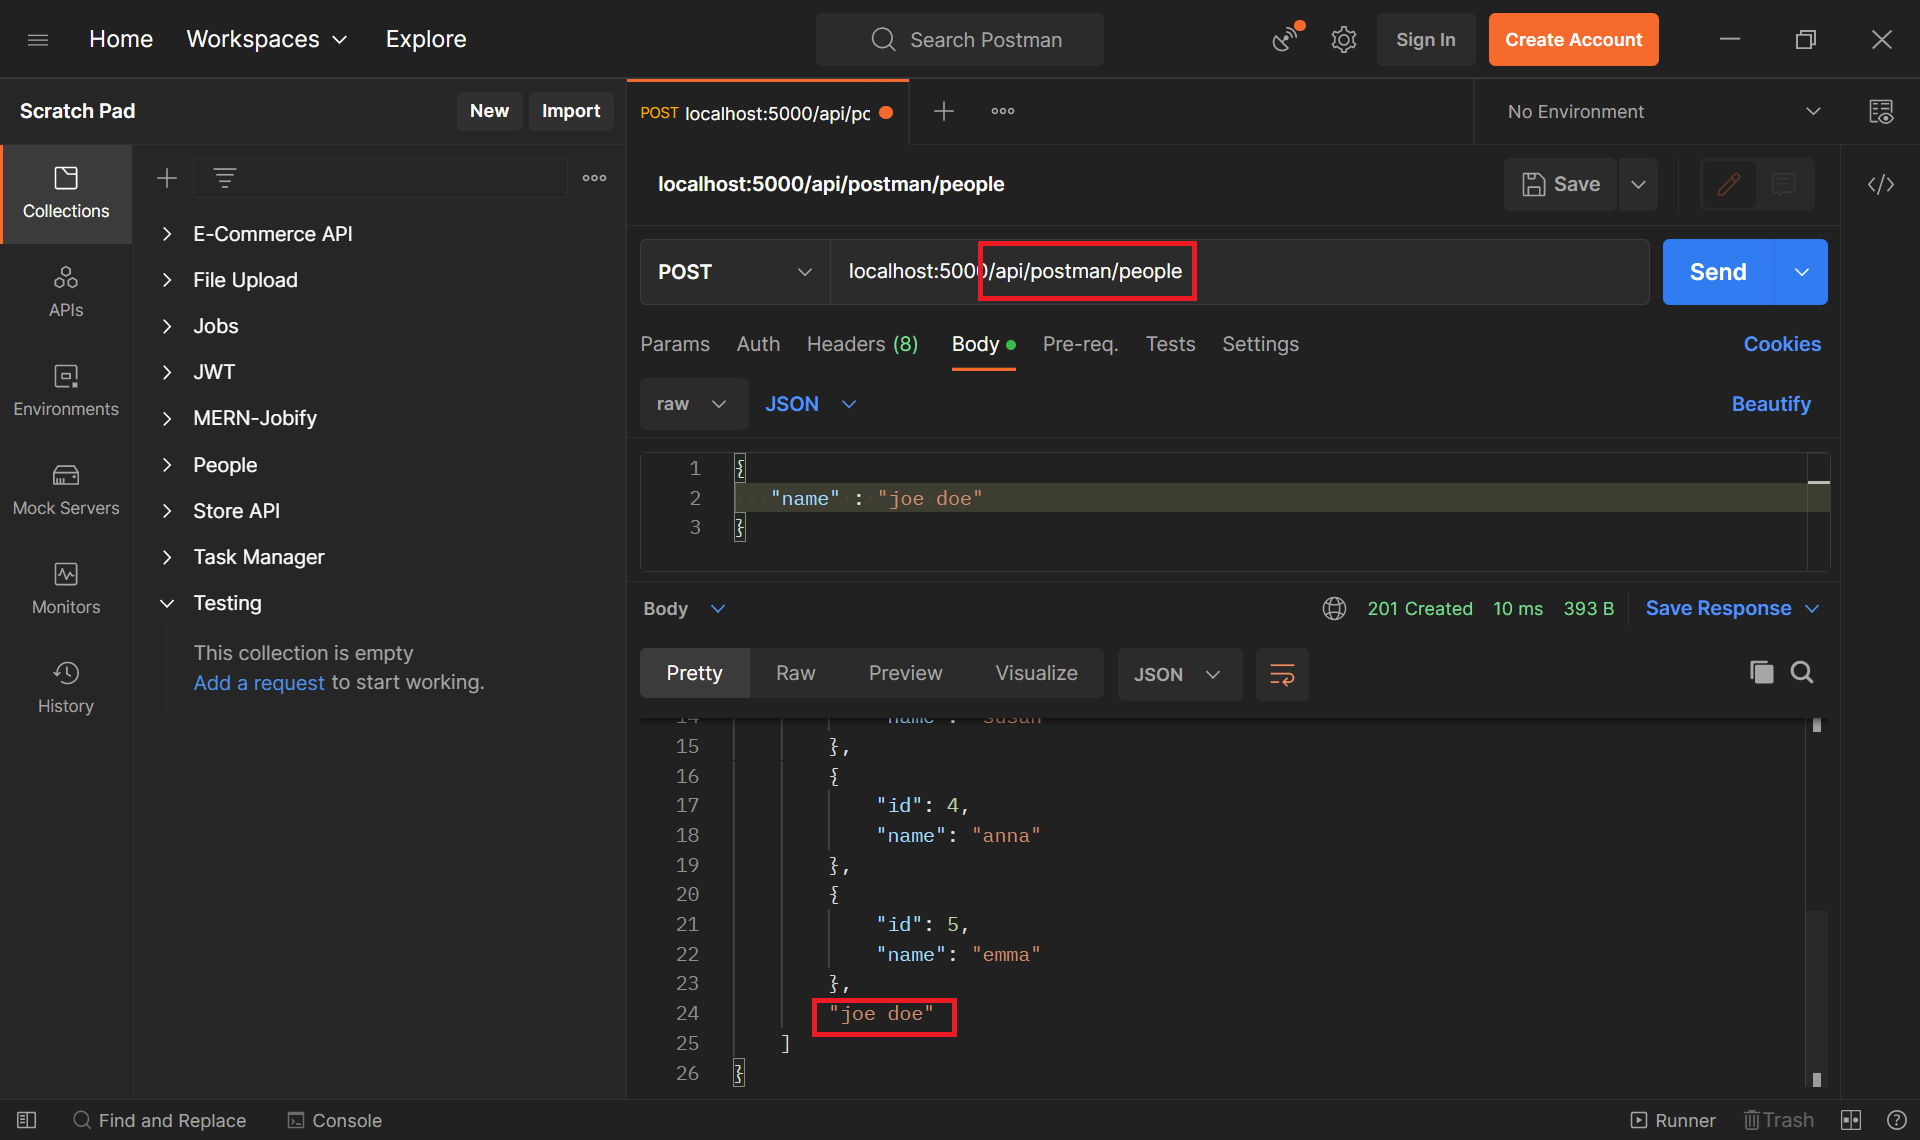 Home Workspaces Explore Search Postman Sign In Create Account
Scratch Pad New Import
POST localhost:5000/api/pc No Environment
Collections
APIs
Environments
Mock Servers
Monitors
History
E-Commerce API
File Upload
Jobs
JWT
MERN-Jobify
People
Store API
Task Manager
Testing
This collection is empty
Add a request to start working.
localhost:5000/api/postman/people Save
POST localhost:5000/api/postman/people Send
Params Auth Headers (8) Body Pre-req. Tests Settings Cookies
raw JSON Beautify
1 {
2 "name" : "joe doe"
3 }
Body 201 Created 10 ms 393 B Save Response
Pretty Raw Preview Visualize JSON
14 "name": "susan"
15 },
16 {
17 "id": 4,
18 "name": "anna"
19 },
20 {
21 "id": 5,
22 "name": "emma"
23 },
24 "joe doe"
25 ]
26 }
Find and Replace Console Runner Trash